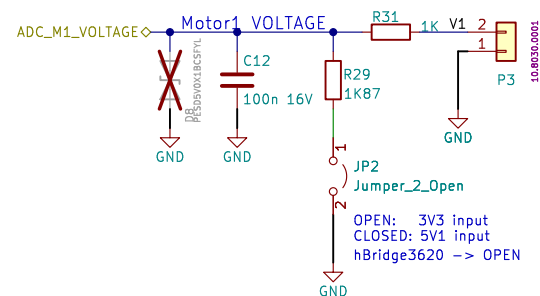 ADC_M1_VOLTAGE
Motor1 VOLTAGE
R31
1K
V1
2
1
P3
10.8030.0001
GND
D8
PESD5V0X1BCSFYL
GND
C12
100n 16V
GND
R29
1K87
1
JP2
Jumper_2_Open
2
GND
OPEN: 3V3 input
CLOSED: 5V1 input
hBridge3620 -> OPEN